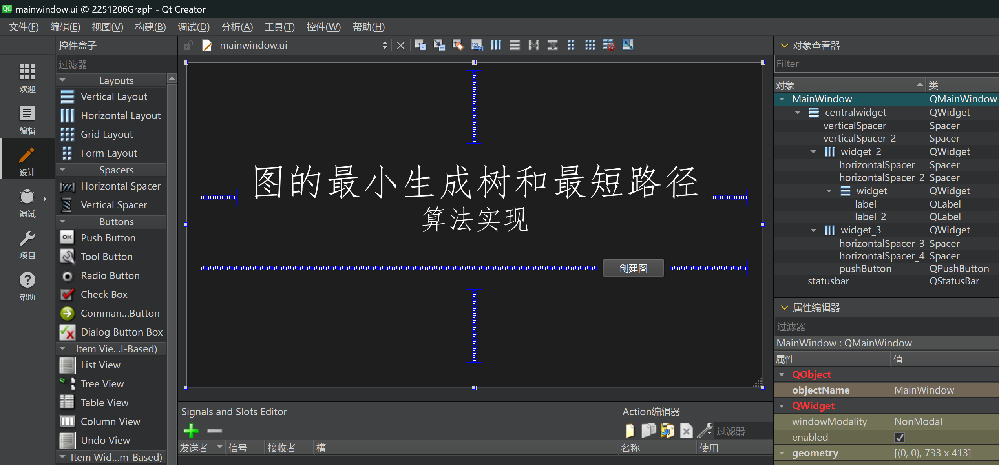 mainwindow.ui @ 2251206Graph - Qt Creator
文件(F) 编辑(E) 视图(V) 构建(B) 调试(D) 分析(A) 工具(T) 控件(W) 帮助(H)
欢迎
编辑
设计
调试
项目
帮助
控件盒子
过滤器
Layouts
Vertical Layout
Horizontal Layout
Grid Layout
Form Layout
Spacers
Horizontal Spacer
Vertical Spacer
Buttons
OK Push Button
Tool Button
Radio Button
Check Box
Comman...Button
Dialog Button Box
Item Vie...l-Based)
List View
Tree View
Table View
Column View
Undo View
Item Wid...m-Based)
mainwindow.ui
图的最小生成树和最短路径
算法实现
创建图
Signals and Slots Editor
发送者 信号 接收者 槽
Action编辑器
过滤器
名称 使用
对象查看器
Filter
对象 类
MainWindow QMainWindow
centralwidget QWidget
verticalSpacer Spacer
verticalSpacer_2 Spacer
widget_2 QWidget
horizontalSpacer Spacer
horizontalSpacer_2 Spacer
widget QWidget
label QLabel
label_2 QLabel
widget_3 QWidget
horizontalSpacer_3 Spacer
horizontalSpacer_4 Spacer
pushButton QPushButton
statusbar QStatusBar
属性编辑器
过滤器
MainWindow : QMainWindow
属性 值
QObject
objectName MainWindow
QWidget
windowModality NonModal
enabled
geometry [(0, 0), 733 x 413]